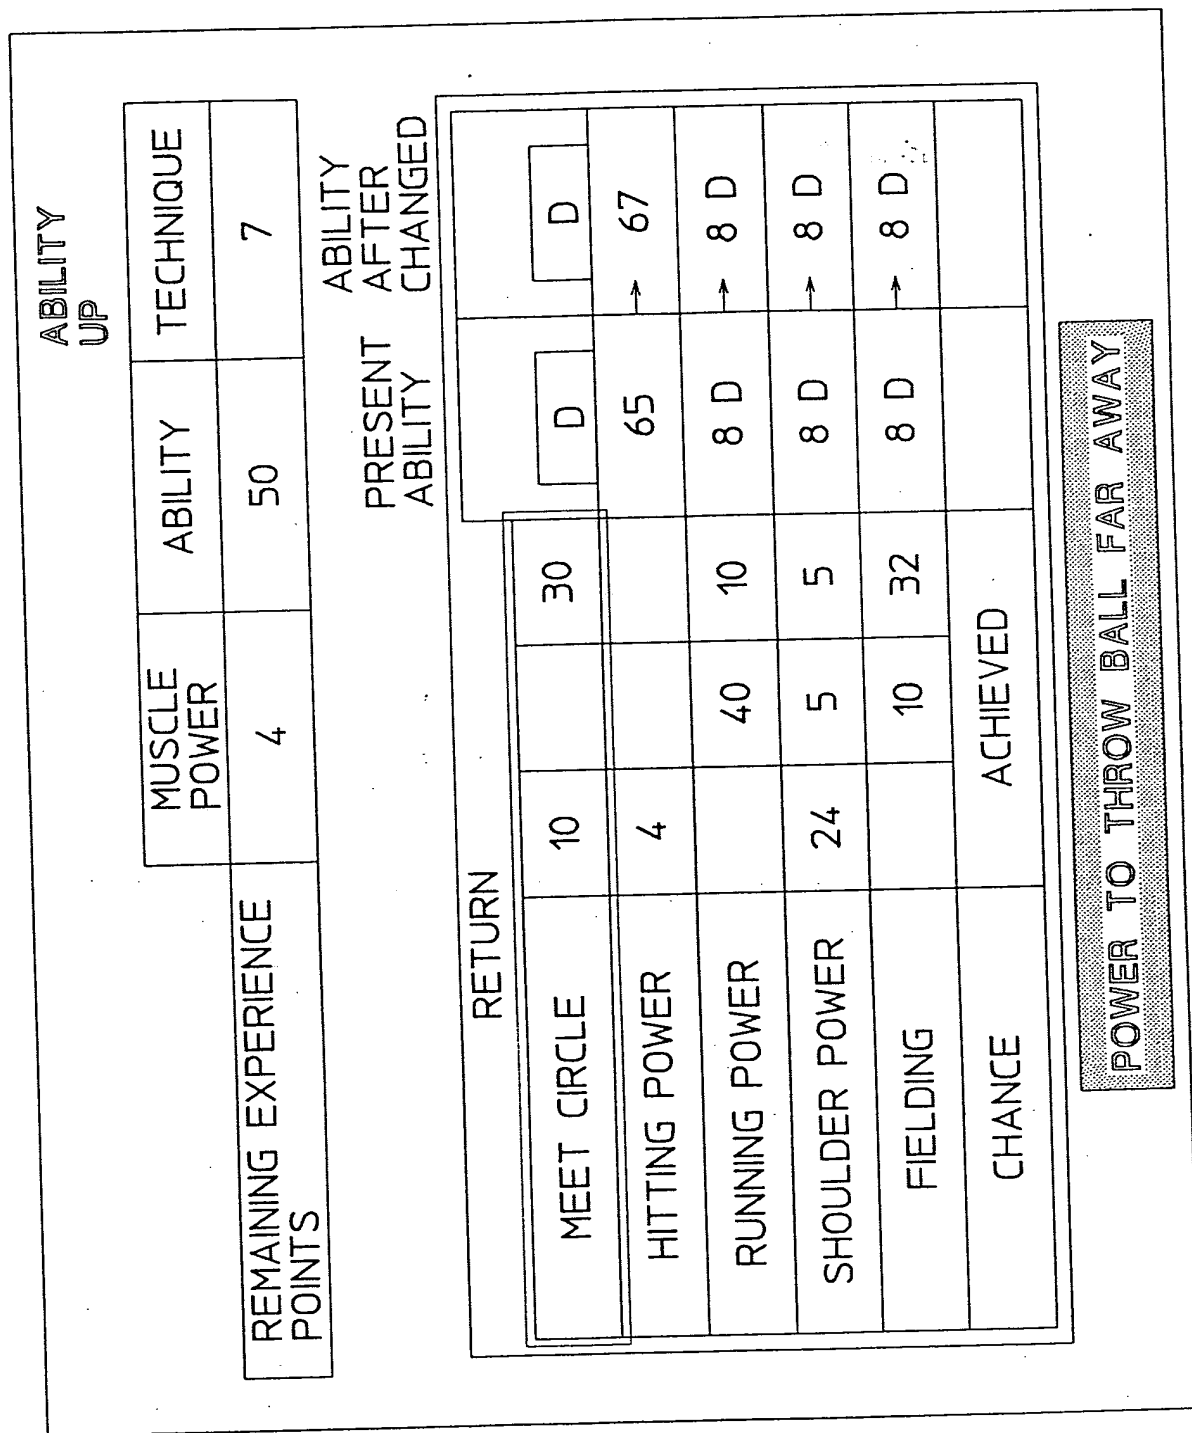 ABILITY
UP
MUSCLE
POWER
ABILITY
TECHNIQUE
REMAINING EXPERIENCE
POINTS
4
50
7
PRESENT
ABILITY
ABILITY
AFTER
CHANGED
RETURN
MEET CIRCLE 10 30 D D
HITTING POWER 4 65 → 67
RUNNING POWER 40 10 8 D → 8 D
SHOULDER POWER 24 5 5 8 D → 8 D
FIELDING 10 32 8 D → 8 D
CHANCE ACHIEVED
POWER TO THROW BALL FAR AWAY